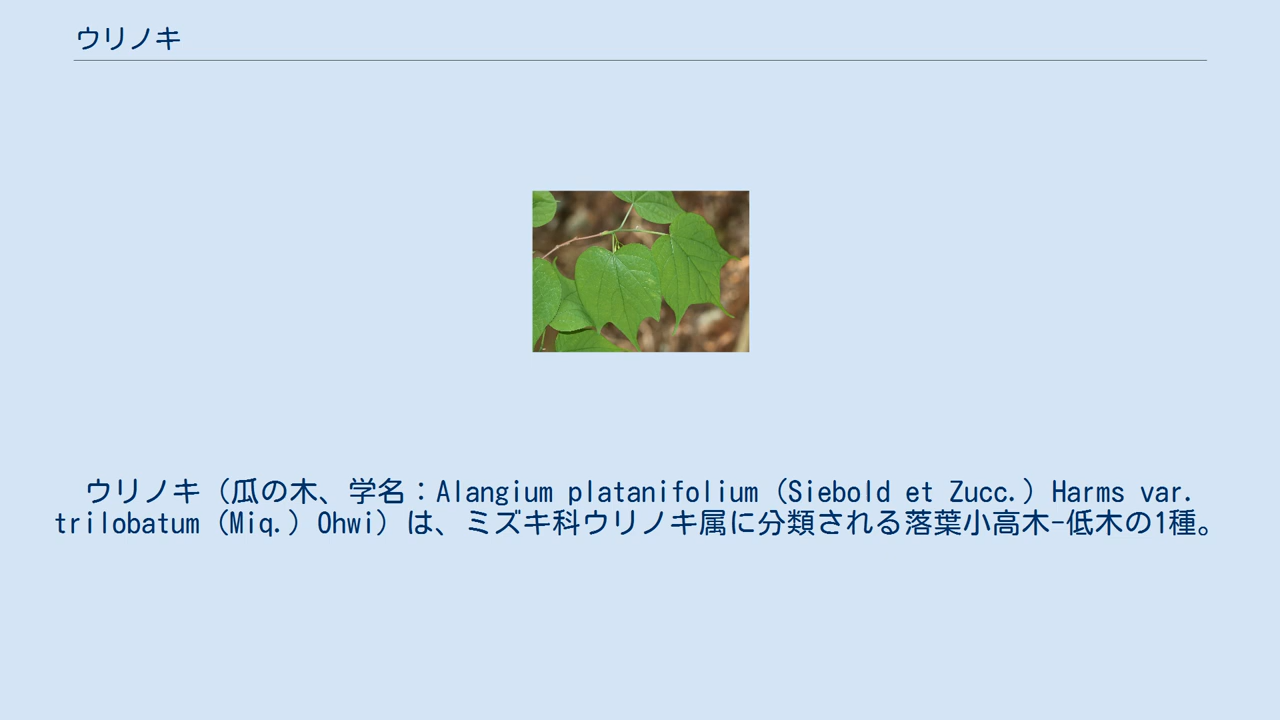 ウリノキ
ウリノキ（瓜の木、学名：Alangium platanifolium（Siebold et Zucc.）Harms var.
trilobatum（Miq.）Ohwi）は、ミズキ科ウリノキ属に分類される落葉小高木-低木の1種。